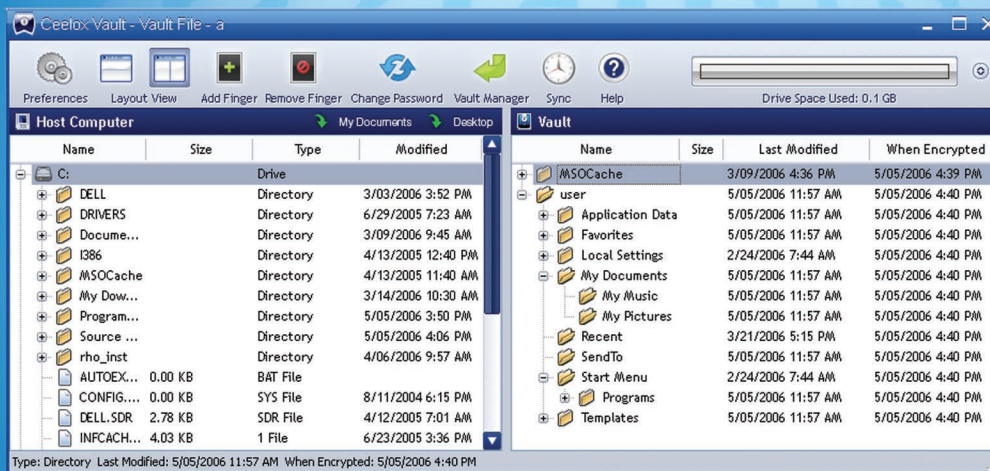 Ceelox Vault - Vault File - a
Preferences Layout View Add Finger Remove Finger Change Password Vault Manager Sync Help Drive Space Used: 0.1 GB
Host Computer My Documents Desktop Vault
Name Size Type Modified Name Size Last Modified When Encrypted
C: Drive MSOCache 3/09/2006 4:36 PM 5/05/2006 4:39 PM
DELL Directory 3/03/2006 3:52 PM user 5/05/2006 11:57 AM 5/05/2006 4:40 PM
DRIVERS Directory 6/29/2005 7:23 AM Application Data 5/05/2006 11:57 AM 5/05/2006 4:40 PM
Docume... Directory 3/09/2006 9:45 AM Favorites 5/05/2006 11:57 AM 5/05/2006 4:40 PM
I386 Directory 4/13/2005 12:40 PM Local Settings 2/24/2006 7:44 AM 5/05/2006 4:40 PM
MSOCache Directory 4/13/2005 11:40 AM My Documents 5/05/2006 11:57 AM 5/05/2006 4:40 PM
My Dow... Directory 3/14/2006 10:30 AM My Music 5/05/2006 11:57 AM 5/05/2006 4:40 PM
Program... Directory 5/05/2006 3:50 PM My Pictures 5/05/2006 11:57 AM 5/05/2006 4:40 PM
Source ... Directory 5/05/2006 4:06 PM Recent 3/21/2006 5:15 PM 5/05/2006 4:40 PM
rho_inst Directory 4/06/2006 9:57 AM SendTo 5/05/2006 11:57 AM 5/05/2006 4:40 PM
AUTOEX... 0.00 KB BAT File Start Menu 2/24/2006 7:44 AM 5/05/2006 4:40 PM
CONFIG.... 0.00 KB SYS File 8/11/2004 6:15 PM Programs 5/05/2006 11:57 AM 5/05/2006 4:40 PM
DELL.SDR 2.78 KB SDR File 4/12/2005 7:01 AM Templates 5/05/2006 11:57 AM 5/05/2006 4:40 PM
INFCACH... 4.03 KB 1 File 6/23/2005 3:36 PM
Type: Directory Last Modified: 5/05/2006 11:57 AM When Encrypted: 5/05/2006 4:40 PM